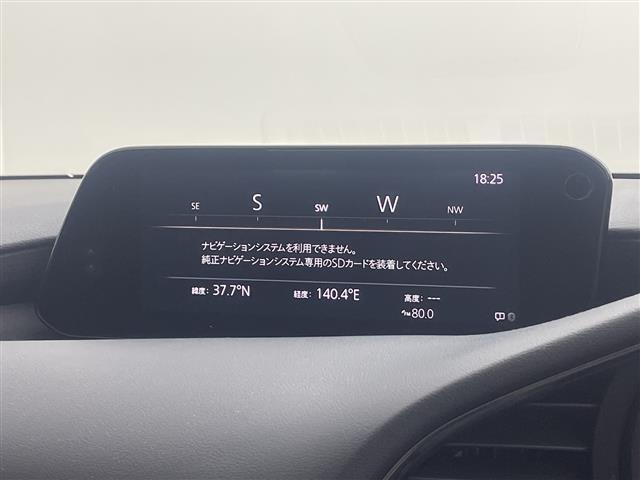 18:25
SE S SW W NW
ナビゲーションシステムを利用できません。
純正ナビゲーションシステム専用のSDカードを装着してください。
緯度: 37.7°N 経度: 140.4°E 高度: ---
FM 80.0